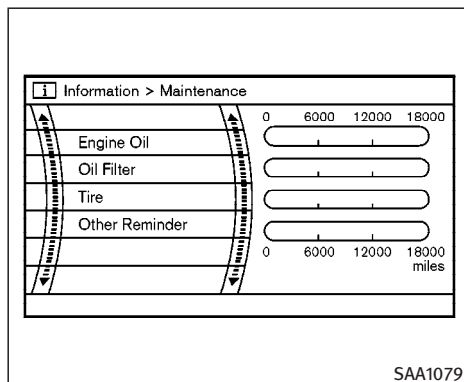 i Information > Maintenance
0 6000 12000 18000
Engine Oil
Oil Filter
Tire
Other Reminder
0 6000 12000 18000
miles
SAA1079